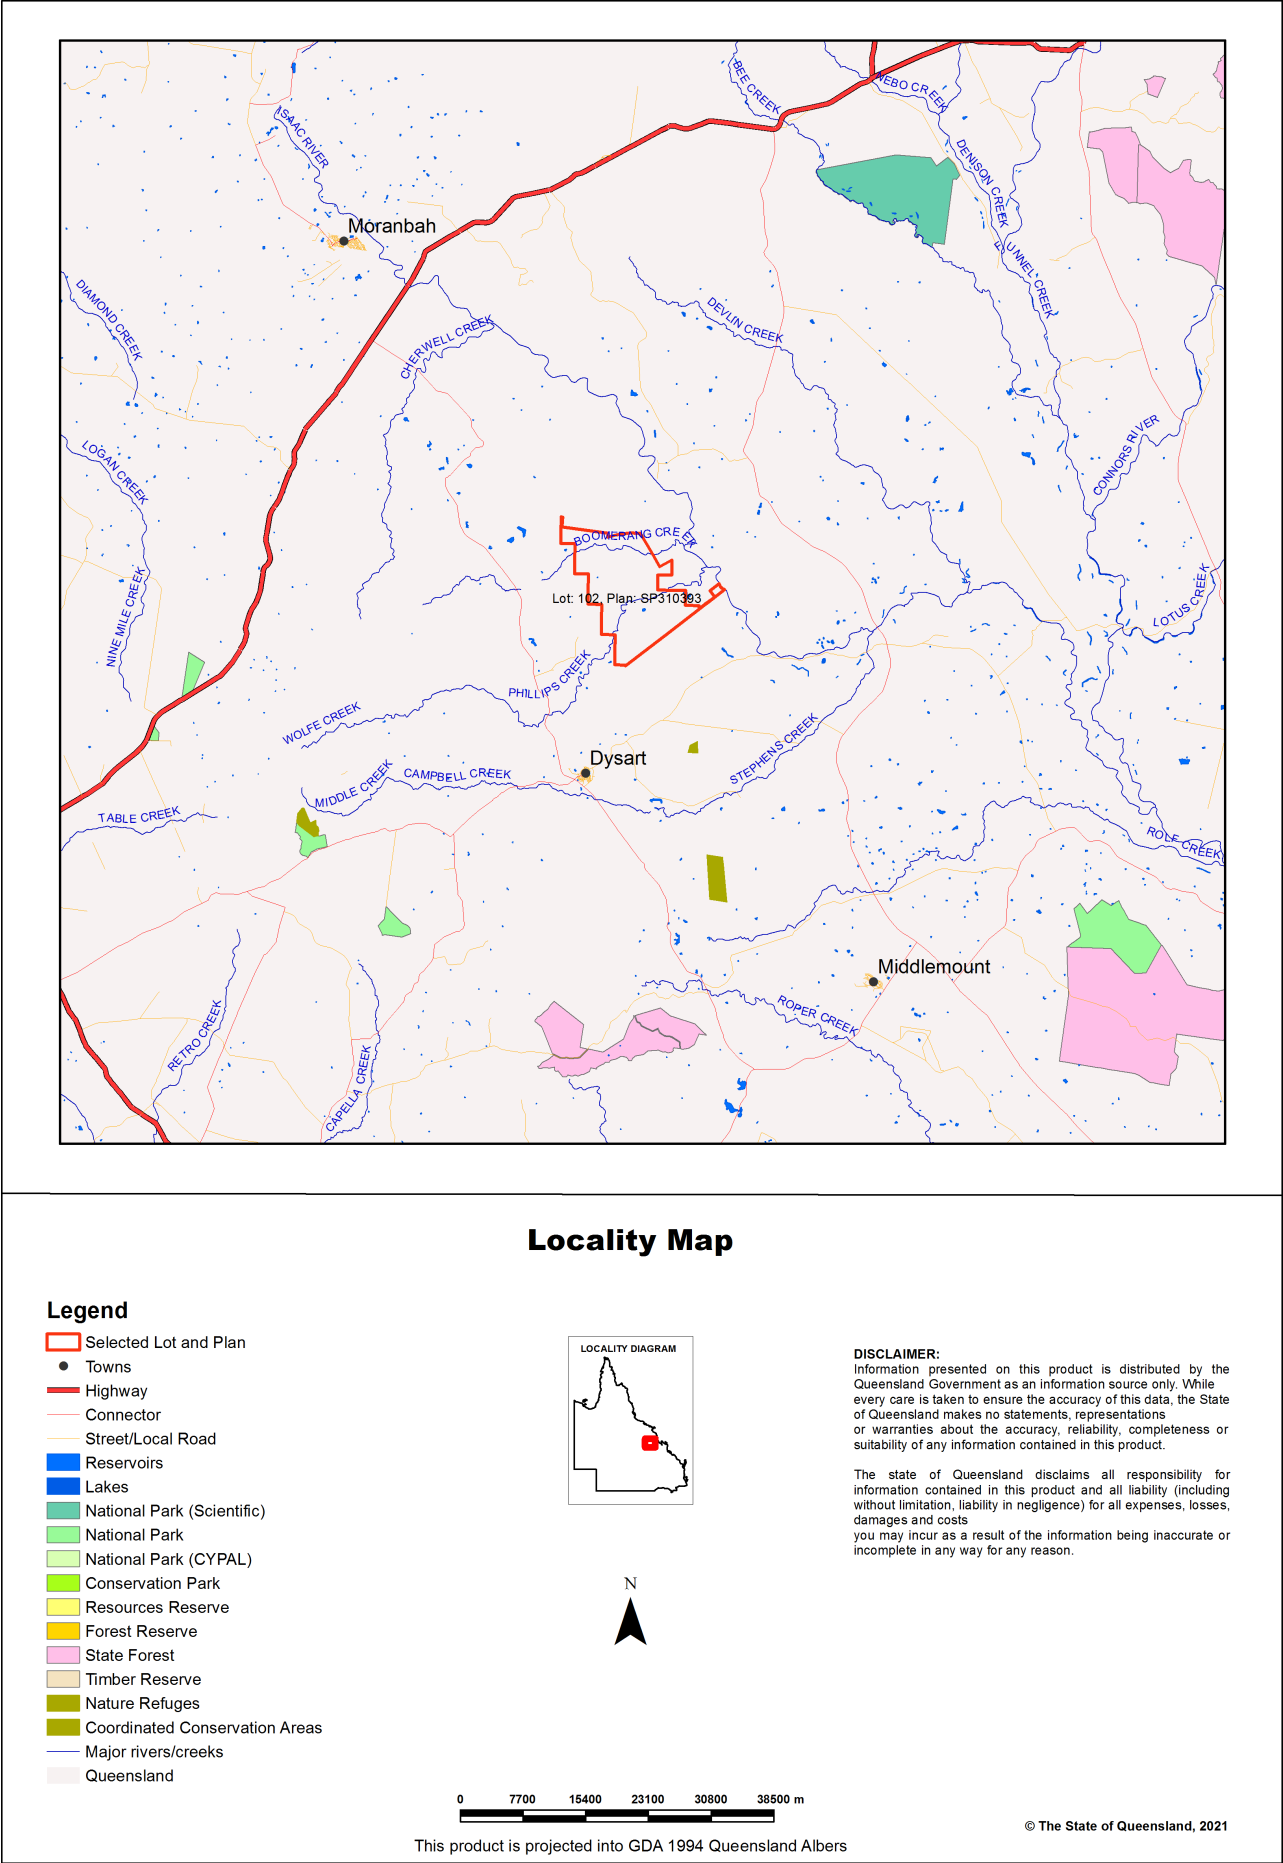 BEE CREEK
NEBO CREEK
ISAAC RIVER
DENISON CREEK
Moranbah
FUNNEL CREEK
DIAMOND CREEK
DEVLIN CREEK
CHERWELL CREEK
LOGAN CREEK
CONNORS RIVER
BOOMERANG CREEK
NINE MILE CREEK
Lot: 102, Plan: SP310393
LOTUS CREEK
PHILLIPS CREEK
WOLFE CREEK
STEPHENS CREEK
Dysart
MIDDLE CREEK
CAMPBELL CREEK
TABLE CREEK
ROLF CREEK
Middlemount
ROPER CREEK
RETRO CREEK
CAPELLA CREEK
Locality Map
Legend
Selected Lot and Plan
Towns
Highway
Connector
Street/Local Road
Reservoirs
Lakes
National Park (Scientific)
National Park
National Park (CYPAL)
Conservation Park
Resources Reserve
Forest Reserve
State Forest
Timber Reserve
Nature Refuges
Coordinated Conservation Areas
Major rivers/creeks
Queensland
LOCALITY DIAGRAM
N
DISCLAIMER:
Information presented on this product is distributed by the
Queensland Government as an information source only. While
every care is taken to ensure the accuracy of this data, the State
of Queensland makes no statements, representations
or warranties about the accuracy, reliability, completeness or
suitability of any information contained in this product.
The state of Queensland disclaims all responsibility for
information contained in this product and all liability (including
without limitation, liability in negligence) for all expenses, losses,
damages and costs
you may incur as a result of the information being inaccurate or
incomplete in any way for any reason.
0 7700 15400 23100 30800 38500 m
This product is projected into GDA 1994 Queensland Albers
© The State of Queensland, 2021